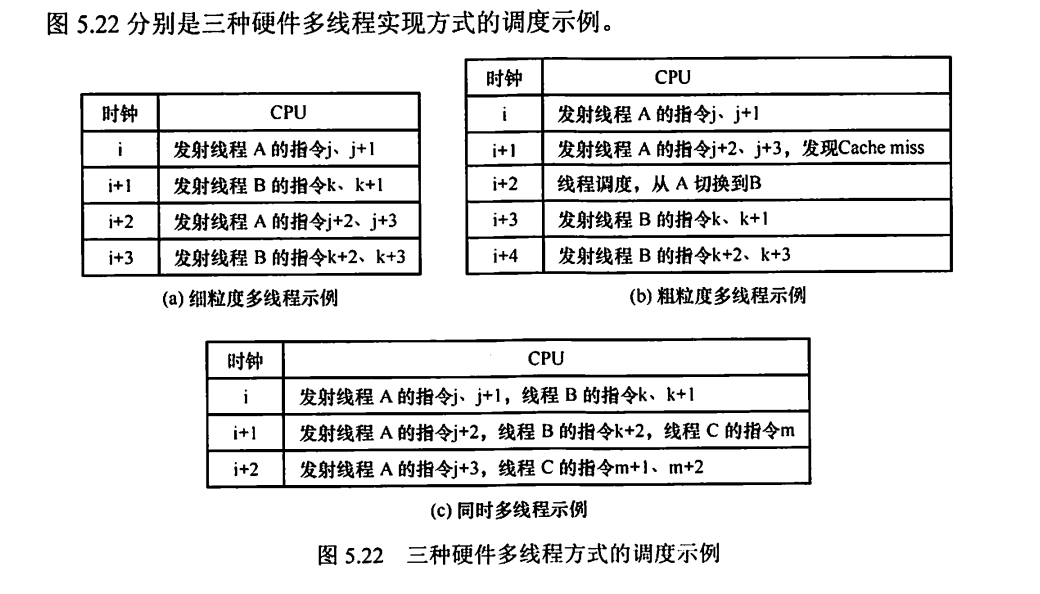 图 5.22 分别是三种硬件多线程实现方式的调度示例。
时钟 CPU
i 发射线程 A 的指令j、j+1
i+1 发射线程 B 的指令k、k+1
i+2 发射线程 A 的指令j+2、j+3
i+3 发射线程 B 的指令k+2、k+3
(a) 细粒度多线程示例
时钟 CPU
i 发射线程 A 的指令j、j+1
i+1 发射线程 A 的指令j+2、j+3，发现Cache miss
i+2 线程调度，从 A 切换到B
i+3 发射线程 B 的指令k、k+1
i+4 发射线程 B 的指令k+2、k+3
(b) 粗粒度多线程示例
时钟 CPU
i 发射线程 A 的指令j、j+1，线程 B 的指令k、k+1
i+1 发射线程 A 的指令j+2，线程 B 的指令k+2，线程 C 的指令m
i+2 发射线程 A 的指令j+3，线程 C 的指令m+1、m+2
(c) 同时多线程示例
图 5.22 三种硬件多线程方式的调度示例